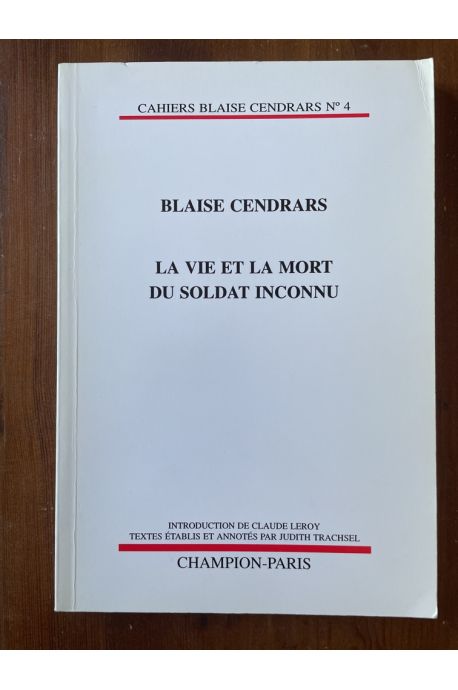 CAHIERS BLAISE CENDRARS Nº 4
BLAISE CENDRARS
LA VIE ET LA MORT
DU SOLDAT INCONNU
INTRODUCTION DE CLAUDE LEROY
TEXTES ÉTABLIS ET ANNOTÉS PAR JUDITH TRACHSEL
CHAMPION-PARIS